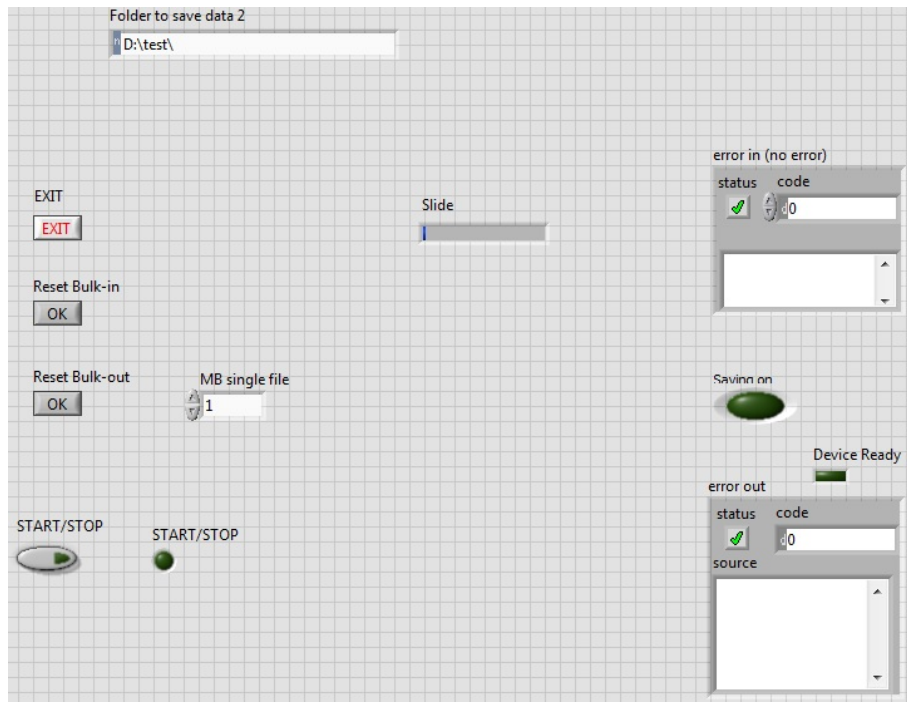 Folder to save data 2
D:\test\
error in (no error)
status code
0
EXIT
EXIT
Slide
Reset Bulk-in
OK
Reset Bulk-out
OK
MB single file
1
Saving on
Device Ready
error out
status code
0
source
START/STOP
START/STOP